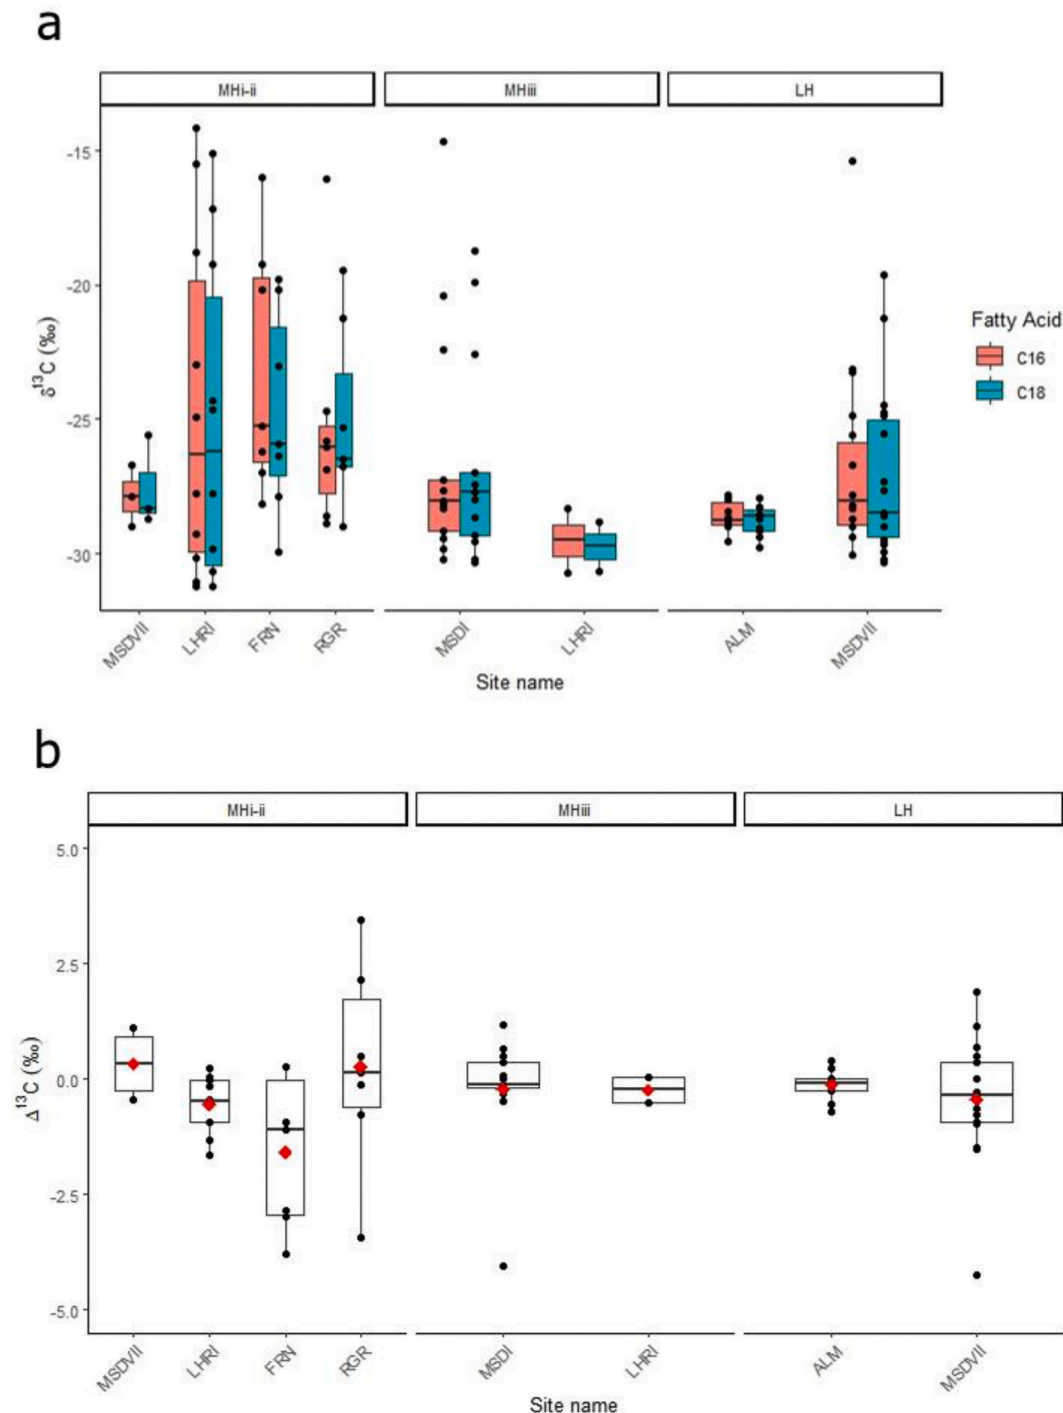 a
MHi-ii MHiii LH
-15
-20
-25
-30
δ¹³C (‰)
Fatty Acid
C16
C18
MSDVII LHRI FRN RGR MSDI LHRI ALM MSDVII
Site name
b
MHi-ii MHiii LH
5.0
2.5
0.0
-2.5
-5.0
Δ¹³C (‰)
MSDVII LHRI FRN RGR MSDI LHRI ALM MSDVII
Site name